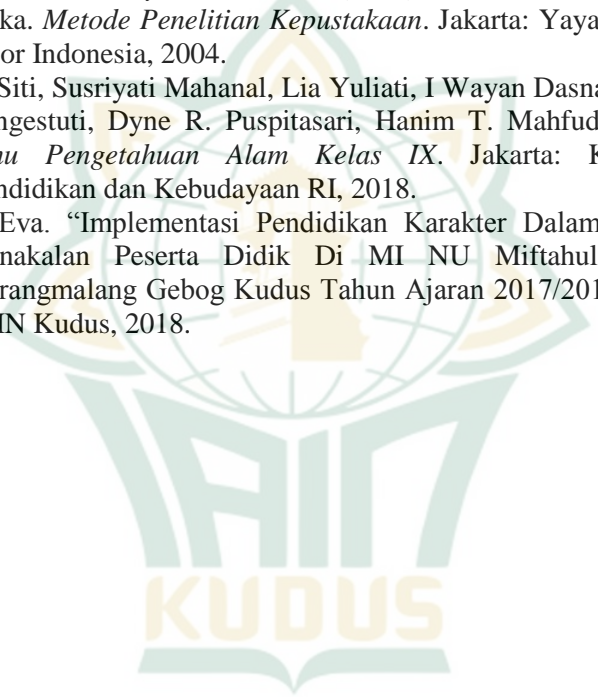 ka. Metode Penelitian Kepustakaan. Jakarta: Yaya
or Indonesia, 2004.
Siti, Susriyati Mahanal, Lia Yuliati, I Wayan Dasna
ngestuti, Dyne R. Puspitasari, Hanim T. Mahfud
nu Pengetahuan Alam Kelas IX. Jakarta: K
ndidikan dan Kebudayaan RI, 2018.
Eva. “Implementasi Pendidikan Karakter Dalam
nakalan Peserta Didik Di MI NU Miftahul
rangmalang Gebog Kudus Tahun Ajaran 2017/201
IN Kudus, 2018.
IAIN
KUDUS